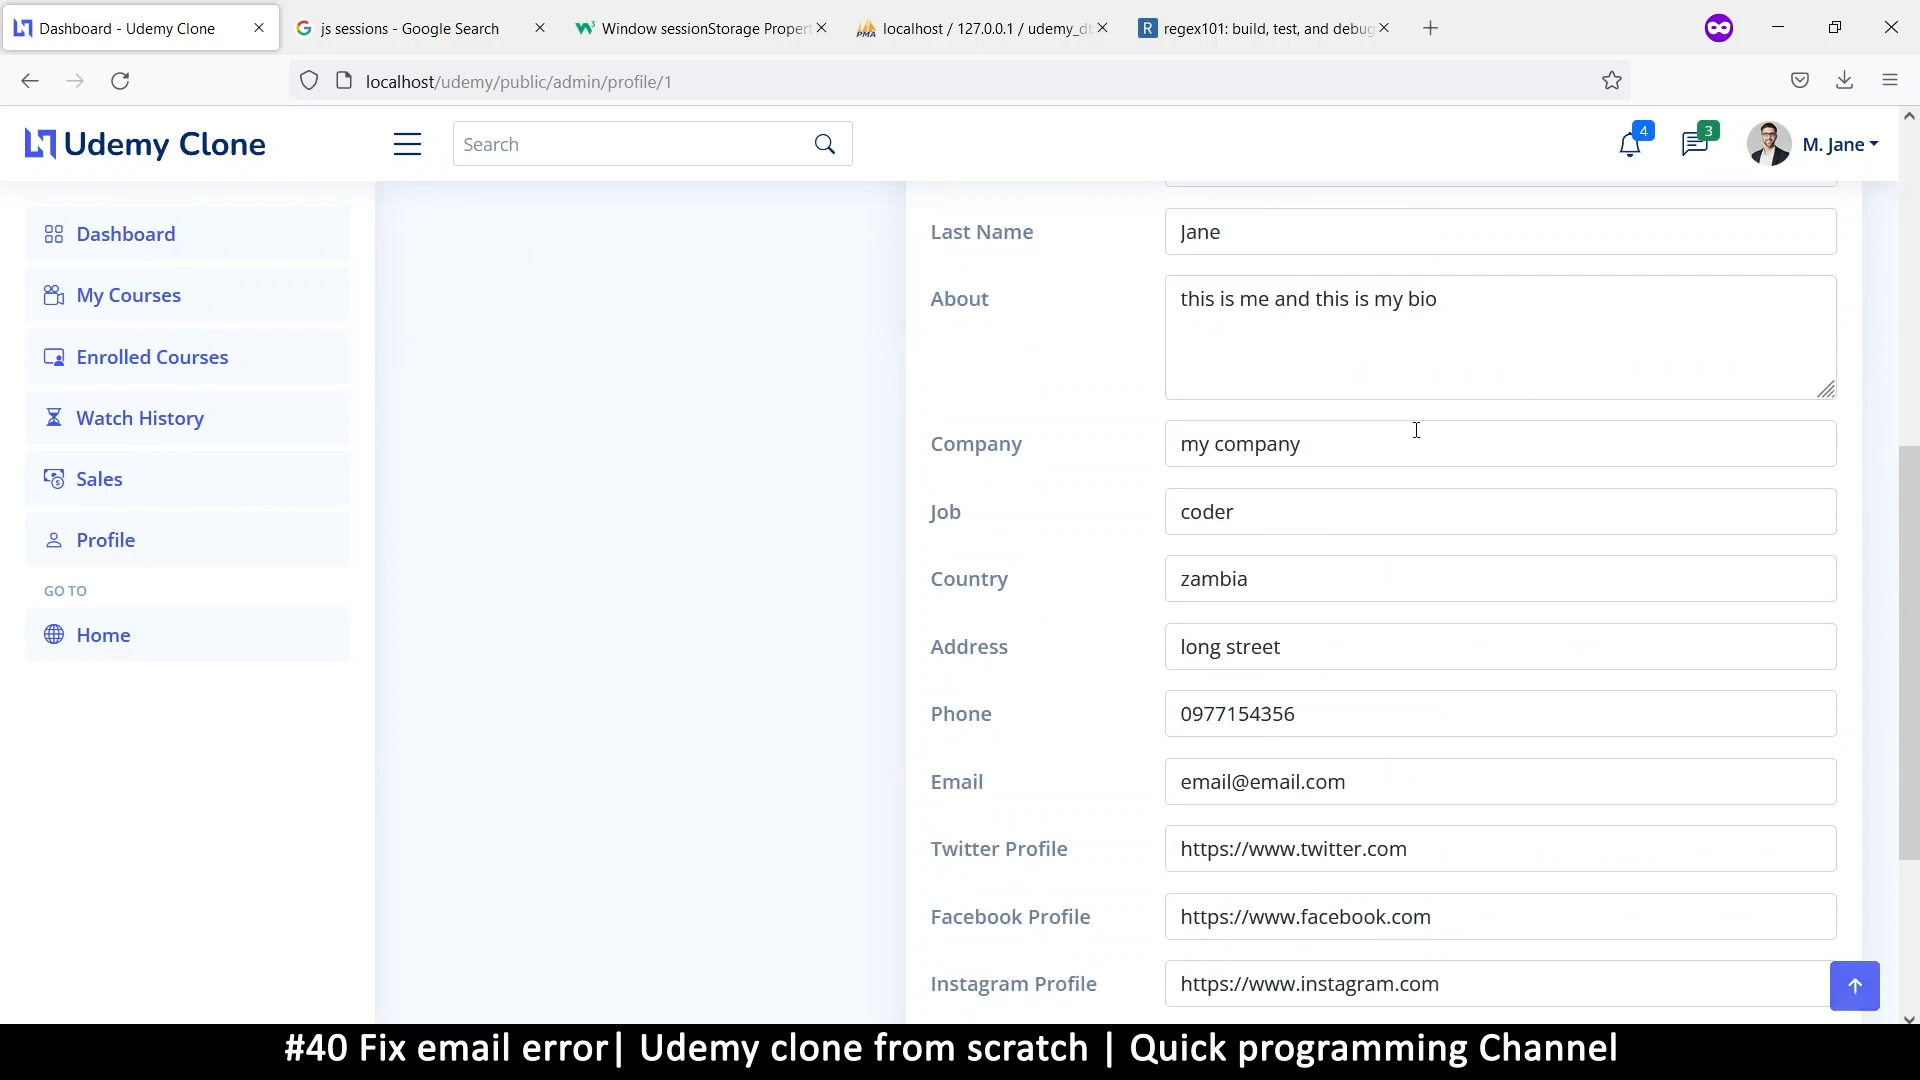 Dashboard - Udemy Clone
js sessions - Google Search
Window sessionStorage Propert
localhost / 127.0.0.1 / udemy_db
regex101: build, test, and debug
localhost/udemy/public/admin/profile/1
Udemy Clone
Search
4
3
M. Jane
Dashboard
My Courses
Enrolled Courses
Watch History
Sales
Profile
GO TO
Home
Last Name
Jane
About
this is me and this is my bio
Company
my company
Job
coder
Country
zambia
Address
long street
Phone
0977154356
Email
email@email.com
Twitter Profile
https://www.twitter.com
Facebook Profile
https://www.facebook.com
Instagram Profile
https://www.instagram.com
#40 Fix email error| Udemy clone from scratch | Quick programming Channel